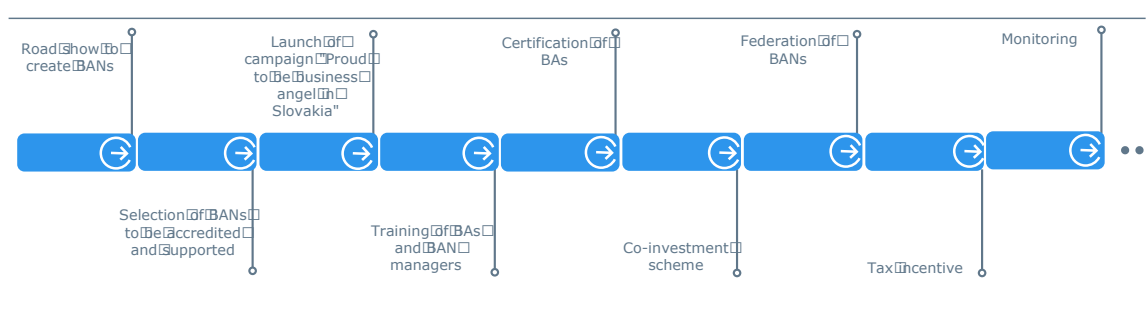 Road show to
create BANs
Selection of BANs
to be accredited
and supported
Launch of
campaign "Proud
to be business
angel in
Slovakia"
Training of BAs
and BAN
managers
Certification of
BAs
Co-investment
scheme
Federation of
BANs
Tax incentive
Monitoring